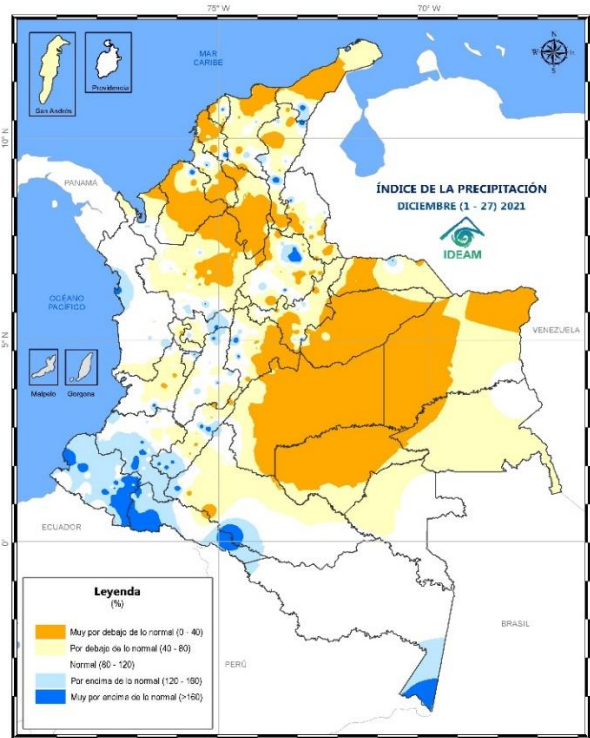 75° W
70° W
MAR
CARIBE
San Andrés
Providencia
N
W
E
S
10° N
PANAMA
ÍNDICE DE LA PRECIPITACIÓN
DICIEMBRE (1 - 27) 2021
IDEAM
OCÉANO
PACÍFICO
VENEZUELA
5° N
Malpelo
Gorgona
ECUADOR
0°
Leyenda
(%)
Muy por debajo de lo normal (0 - 40)
Por debajo de lo normal (40 - 80)
Normal (80 - 120)
Por encima de lo normal (120 - 160)
Muy por encima de lo normal (>160)
BRASIL
PERÚ